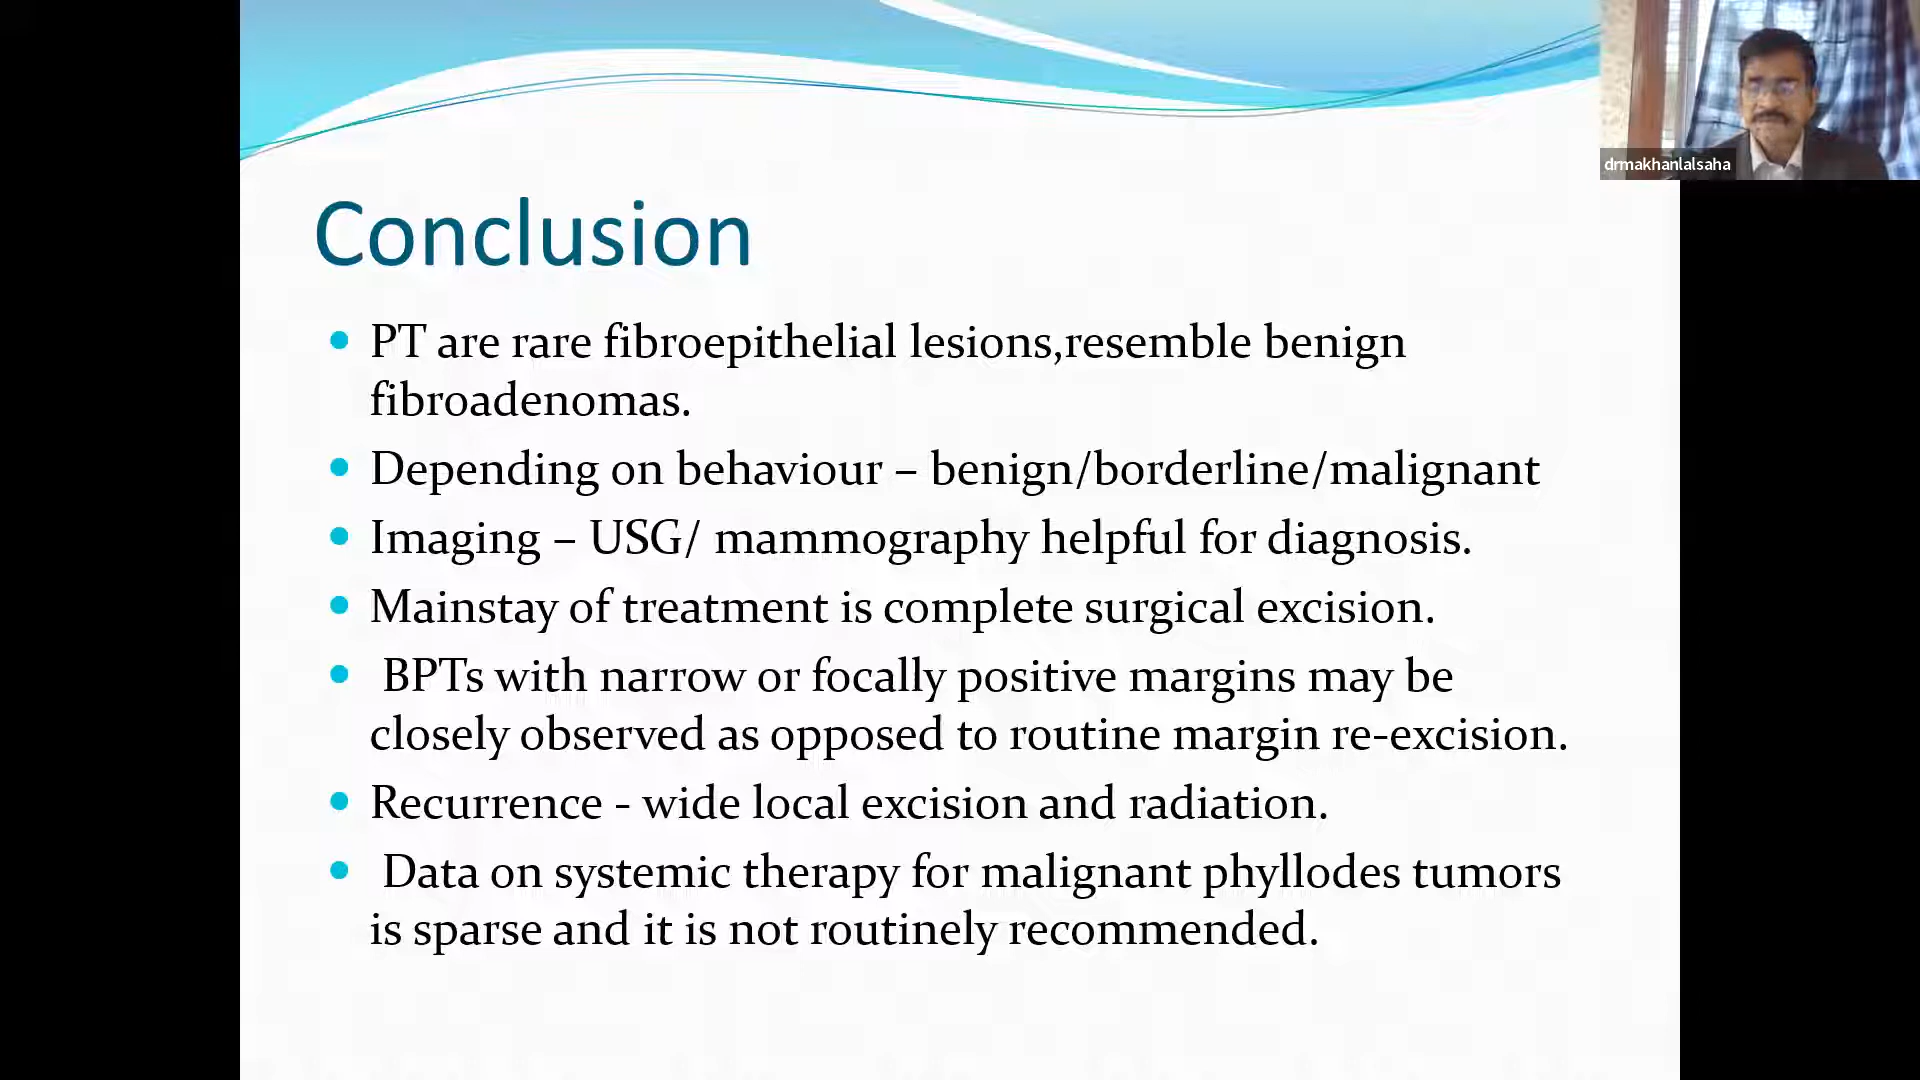 drmakhanlalsaha
Conclusion
PT are rare fibroepithelial lesions,resemble benign
fibroadenomas.
Depending on behaviour – benign/borderline/malignant
Imaging – USG/ mammography helpful for diagnosis.
Mainstay of treatment is complete surgical excision.
BPTs with narrow or focally positive margins may be
closely observed as opposed to routine margin re-excision.
Recurrence - wide local excision and radiation.
Data on systemic therapy for malignant phyllodes tumors
is sparse and it is not routinely recommended.